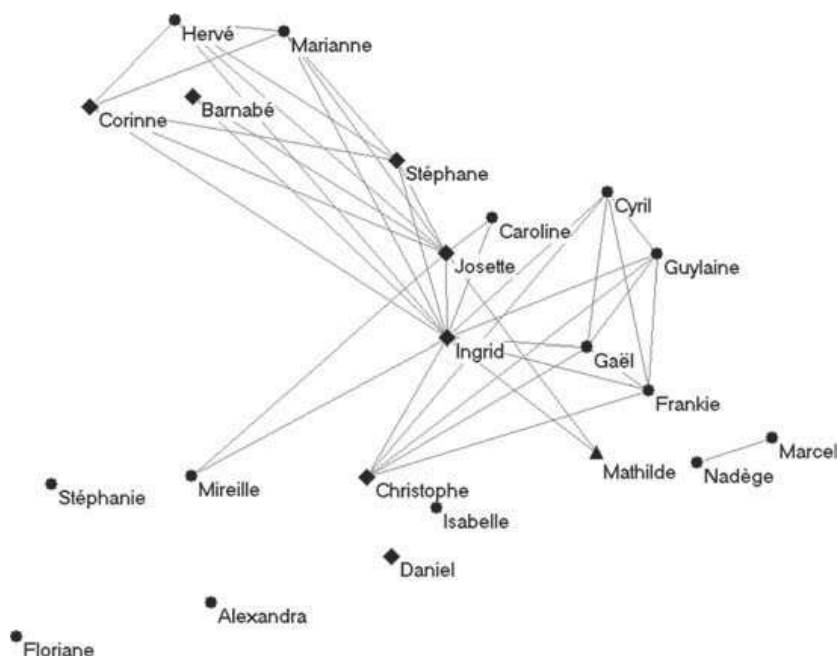 Hervé
Marianne
Barnabé
Corinne
Stéphane
Cyril
Caroline
Josette
Guylaine
Ingrid
Gaël
Frankie
Marcel
Mathilde
Nadège
Stéphanie
Mireille
Christophe
Isabelle
Daniel
Alexandra
Floriane